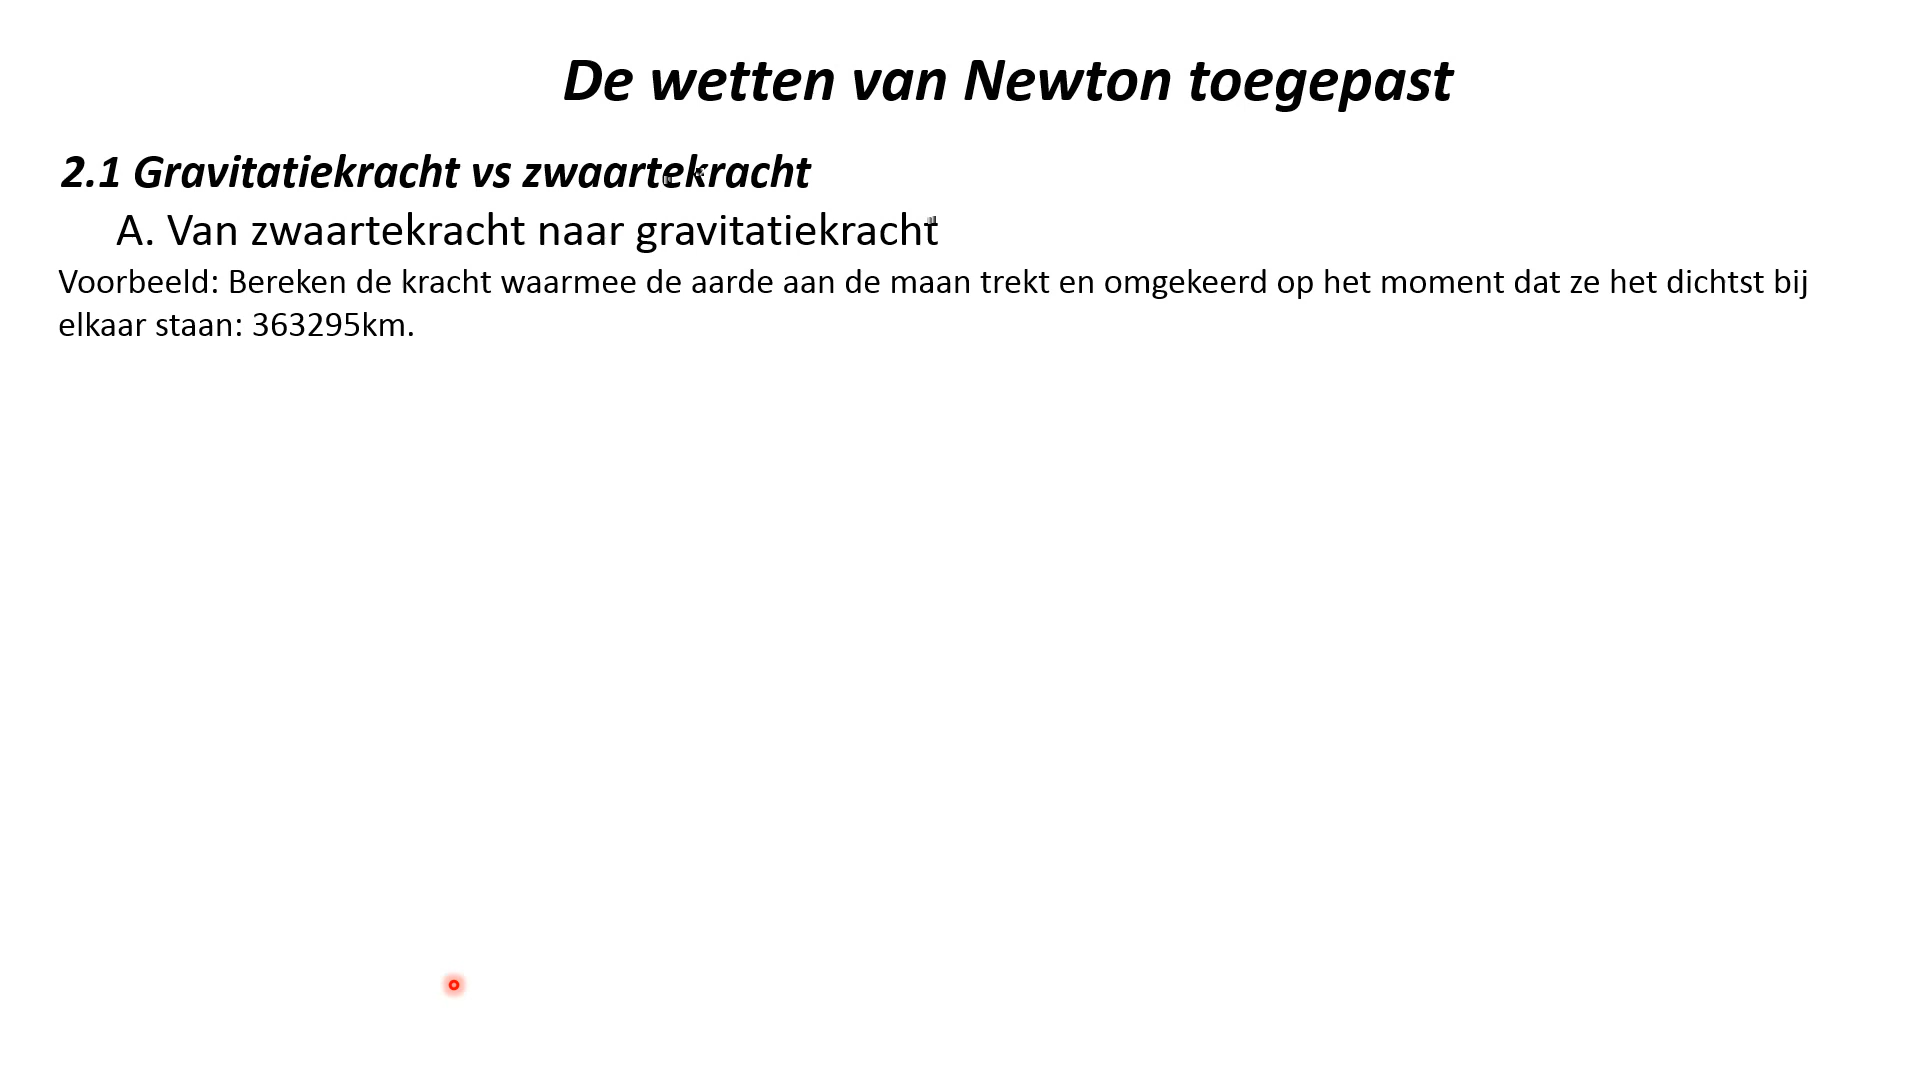 De wetten van Newton toegepast
2.1 Gravitatiekracht vs zwaartekracht
A. Van zwaartekracht naar gravitatiekracht
Voorbeeld: Bereken de kracht waarmee de aarde aan de maan trekt en omgekeerd op het moment dat ze het dichtst bij
elkaar staan: 363295km.